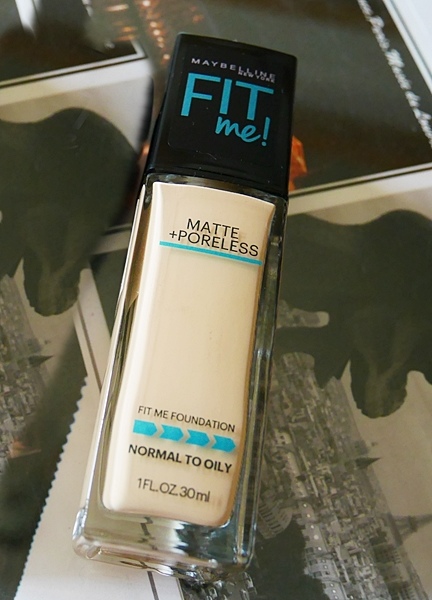 MAYBELLINE
NEW YORK
FIT
me!
MATTE
+PORELESS
FIT ME FOUNDATION
NORMAL TO OILY
1FL.OZ.30ml